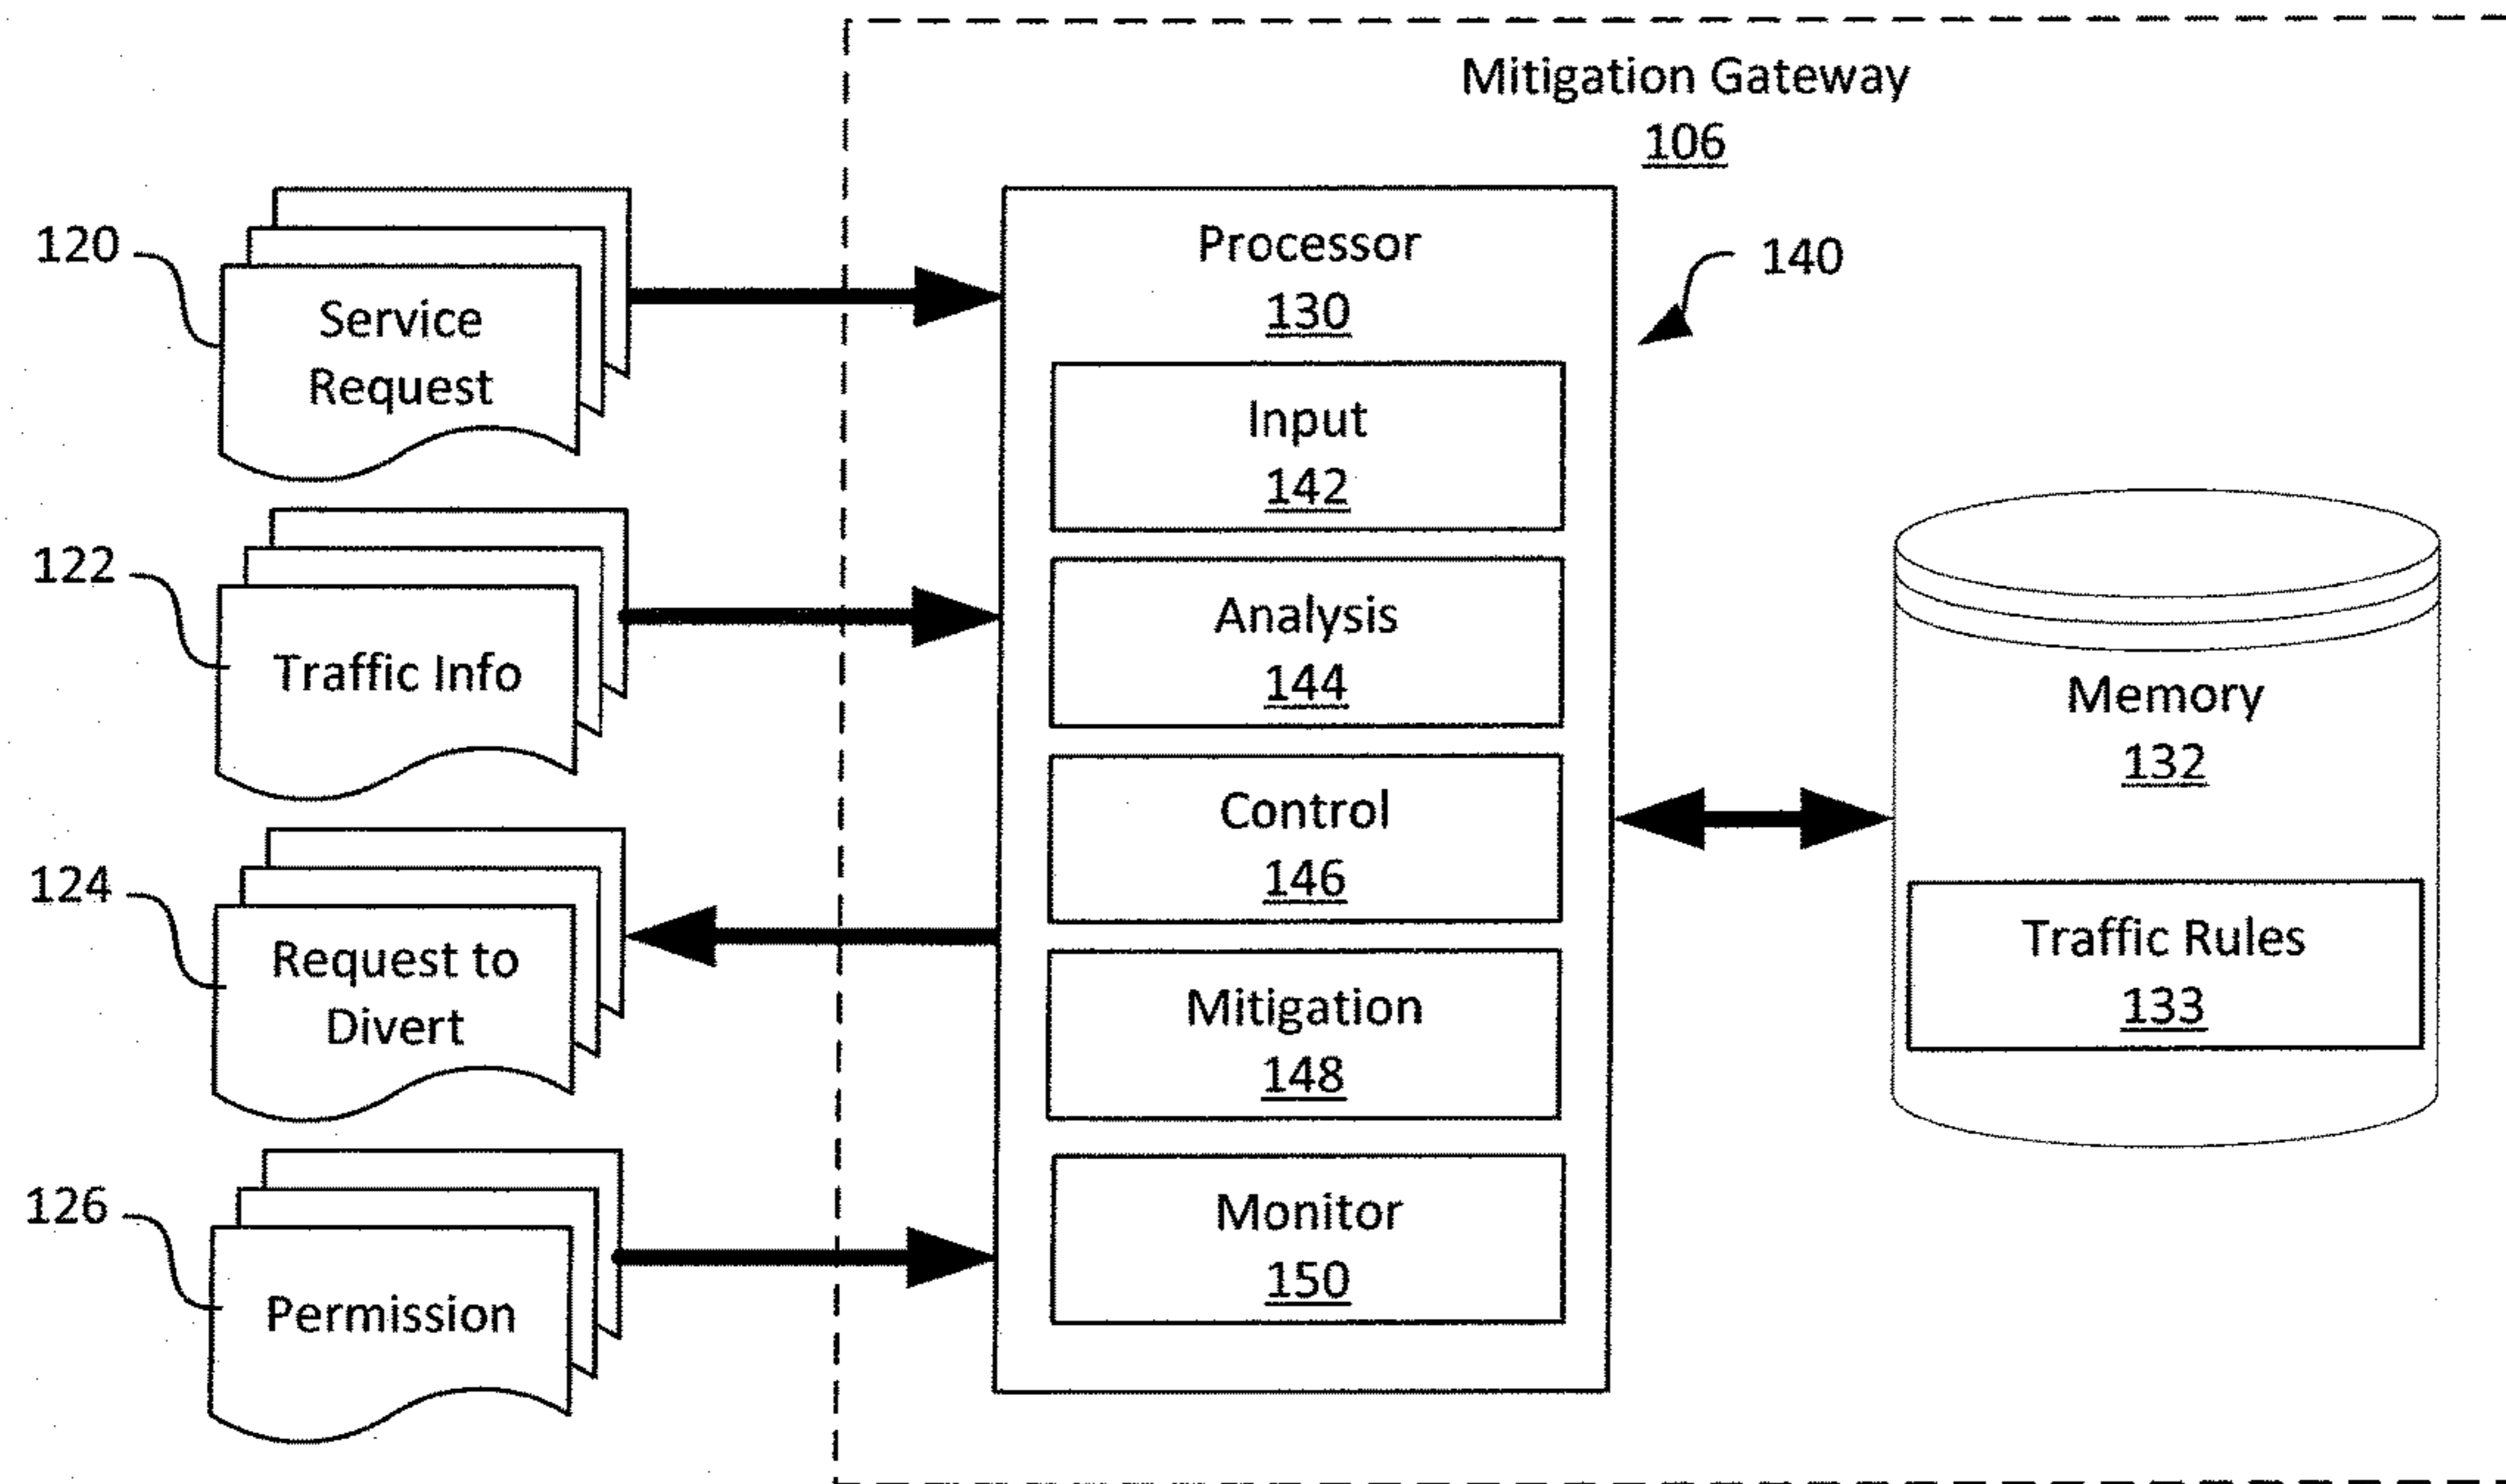 Mitigation Gateway
106
120
Service
Request
122
Traffic Info
124
Request to
Divert
126
Permission
Processor
130
140
Input
142
Analysis
144
Control
146
Mitigation
148
Monitor
150
Memory
132
Traffic Rules
133